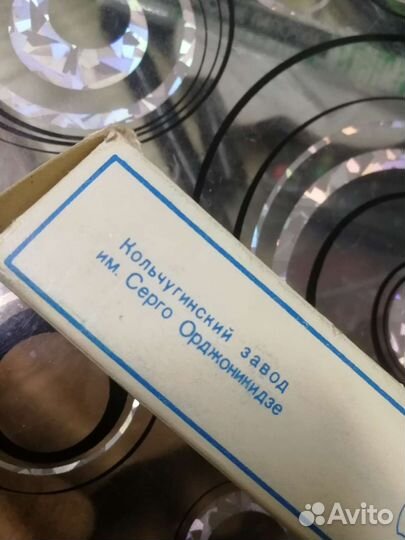 Кольчугинский завод
им. Серго Орджоникидзе
Avito